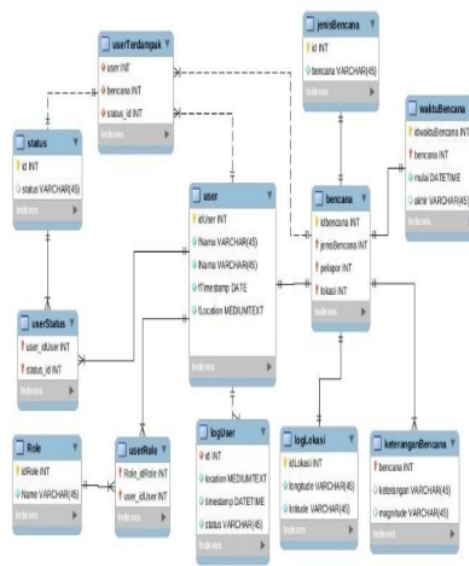 userTerdampak
user INT
bencana INT
status_id INT
Indexes
jenisBencana
id INT
bencana VARCHAR(45)
Indexes
waktuBencana
idwaktuBencana INT
bencana INT
mulai DATETIME
akhir VARCHAR(45)
Indexes
status
id INT
status VARCHAR(45)
Indexes
user
idUser INT
fNama VARCHAR(45)
lNama VARCHAR(45)
fTimestamp DATE
fLocation MEDIUMTEXT
Indexes
bencana
idbencana INT
jenisBencana INT
pelapor INT
lokasi INT
Indexes
userStatus
user_idUser INT
status_id INT
Indexes
Role
idRole INT
Name VARCHAR(45)
Indexes
userRole
Role_idRole INT
user_idUser INT
Indexes
logUser
id INT
location MEDIUMTEXT
timestamp DATETIME
status VARCHAR(45)
Indexes
logLokasi
idLokasi INT
longitude VARCHAR(45)
latitude VARCHAR(45)
Indexes
keteranganBencana
bencana INT
keterangan VARCHAR(45)
magnitude VARCHAR(45)
Indexes